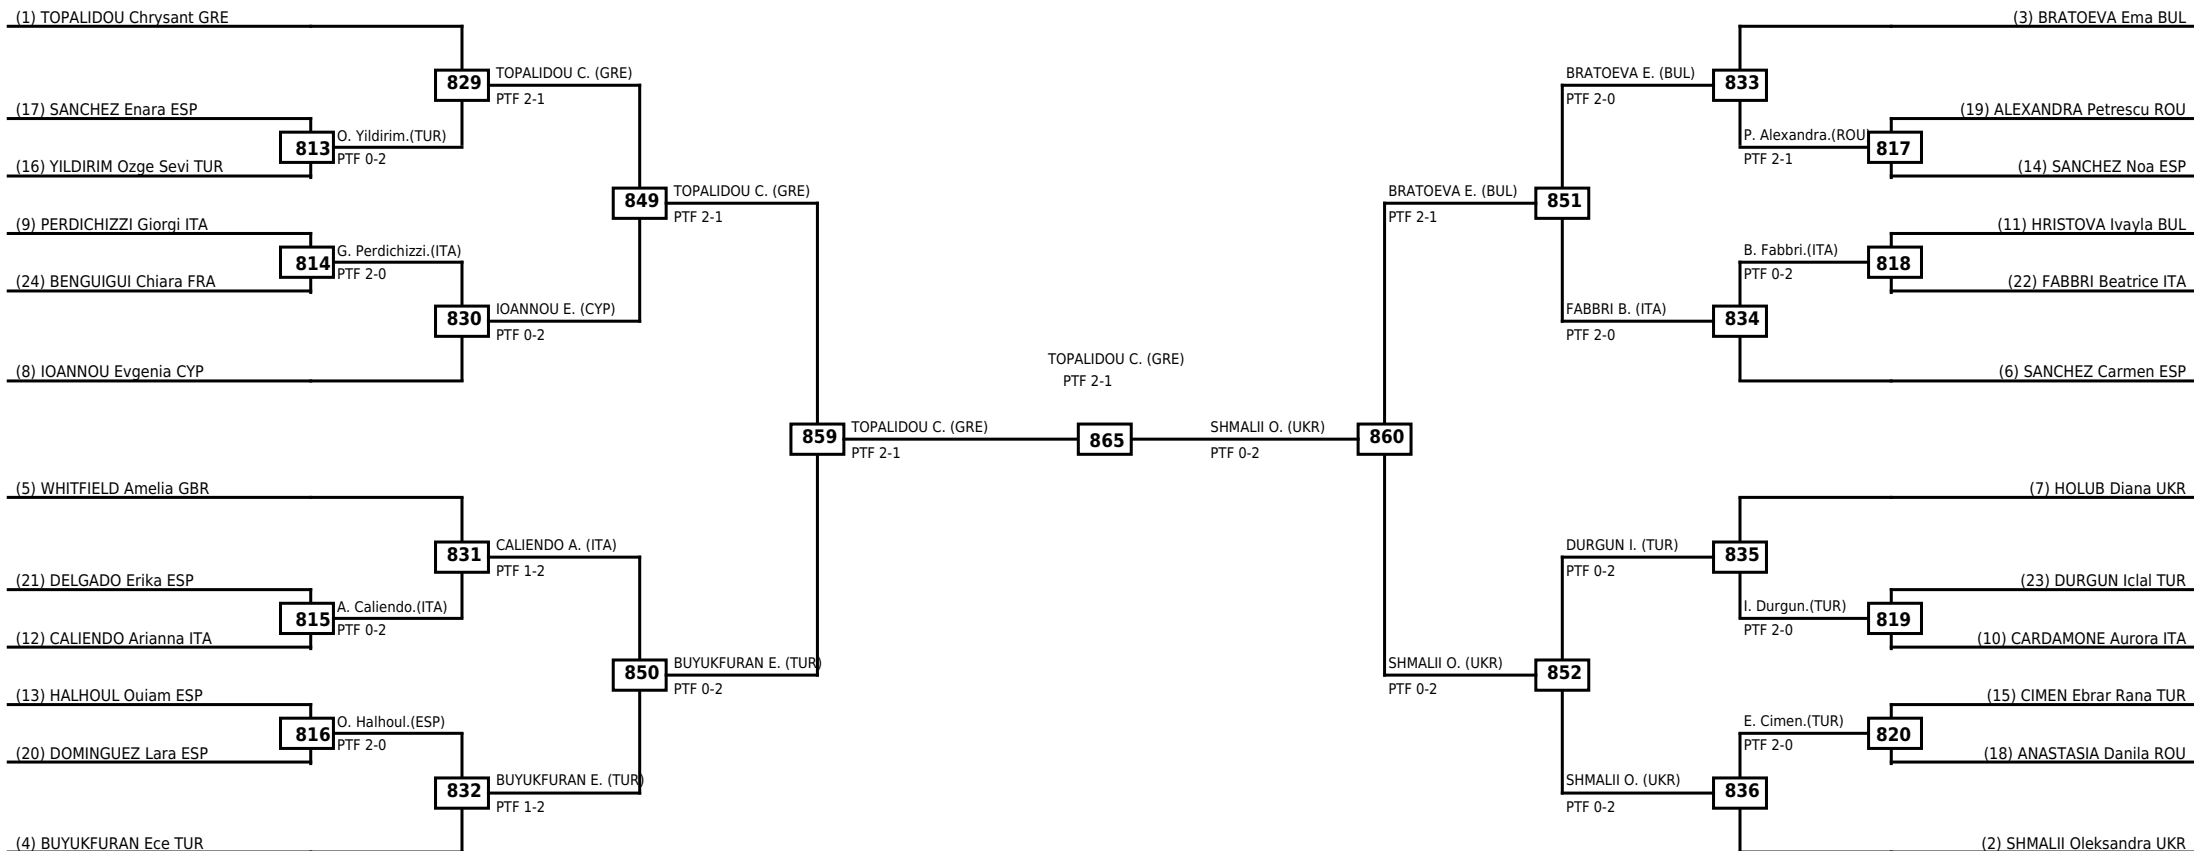 (1) TOPALIDOU Chrysant GRE
829
TOPALIDOU C. (GRE)
PTF 2-1
(17) SANCHEZ Enara ESP
813
O. Yildirim.(TUR)
PTF 0-2
(16) YILDIRIM Ozge Sevi TUR
849
TOPALIDOU C. (GRE)
PTF 2-1
(9) PERDICHIZZI Giorgi ITA
814
G. Perdichizzi.(ITA)
PTF 2-0
(24) BENGUIGUI Chiara FRA
830
IOANNOU E. (CYP)
PTF 0-2
(8) IOANNOU Evgenia CYP
859
TOPALIDOU C. (GRE)
PTF 2-1
(5) WHITFIELD Amelia GBR
831
CALIENDO A. (ITA)
PTF 1-2
(21) DELGADO Erika ESP
815
A. Caliendo.(ITA)
PTF 0-2
(12) CALIENDO Arianna ITA
850
BUYUKFURAN E. (TUR)
PTF 0-2
(13) HALHOUL Ouiam ESP
816
O. Halhoul.(ESP)
PTF 2-0
(20) DOMINGUEZ Lara ESP
832
BUYUKFURAN E. (TUR)
PTF 1-2
(4) BUYUKFURAN Ece TUR
TOPALIDOU C. (GRE)
PTF 2-1
865
(3) BRATOEVA Ema BUL
BRATOEVA E. (BUL)
PTF 2-0
833
(19) ALEXANDRA Petrescu ROU
P. Alexandra.(ROU)
PTF 2-1
817
(14) SANCHEZ Noa ESP
BRATOEVA E. (BUL)
PTF 2-1
851
(11) HRISTOVA Ivayla BUL
B. Fabbri.(ITA)
PTF 0-2
818
(22) FABBRI Beatrice ITA
FABBRI B. (ITA)
PTF 2-0
834
(6) SANCHEZ Carmen ESP
SHMALII O. (UKR)
PTF 0-2
860
(7) HOLUB Diana UKR
DURGUN I. (TUR)
PTF 0-2
835
(23) DURGUN Iclal TUR
I. Durgun.(TUR)
PTF 2-0
819
(10) CARDAMONE Aurora ITA
SHMALII O. (UKR)
PTF 0-2
852
(15) CIMEN Ebrar Rana TUR
E. Cimen.(TUR)
PTF 2-0
820
(18) ANASTASIA Danila ROU
SHMALII O. (UKR)
PTF 0-2
836
(2) SHMALII Oleksandra UKR